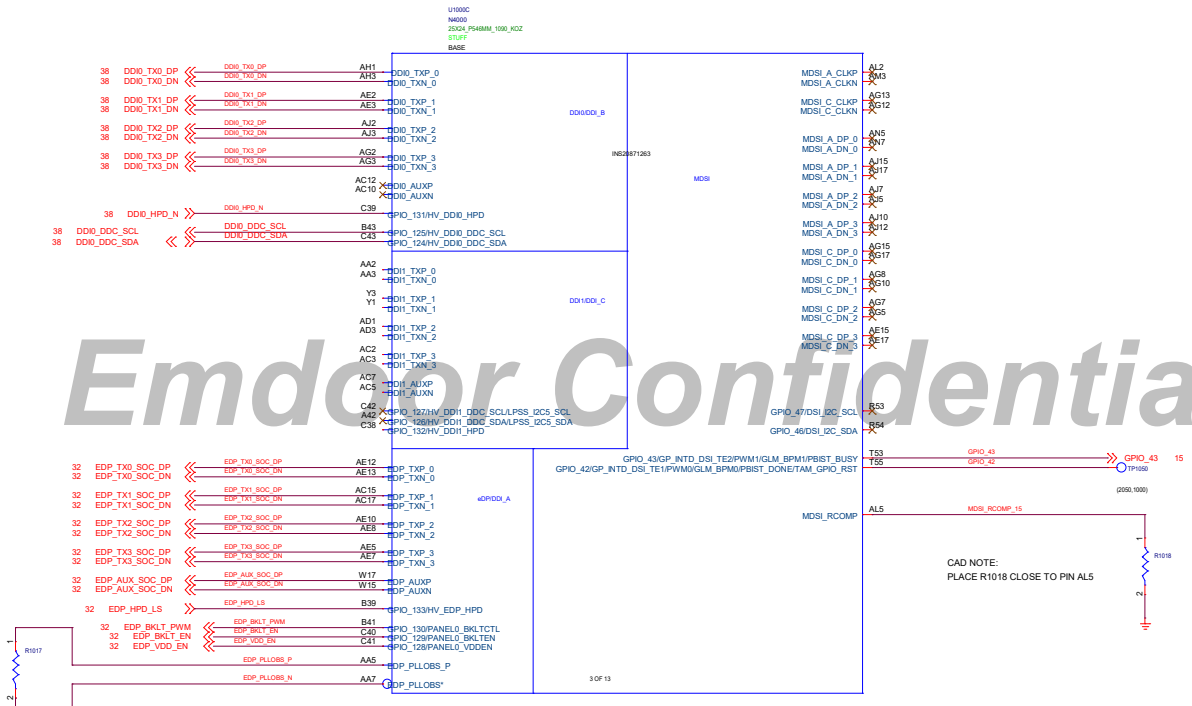 U1000C
N4000
25X24_P546MM_1090_KOZ
STUFF
BASE
38 DDI0_TX0_DP DDI0_TX0_DP AH1 DDI0_TXP_0 MDSI_A_CLKP AL2
38 DDI0_TX0_DN DDI0_TX0_DN AH3 DDI0_TXN_0 MDSI_A_CLKN AM3
38 DDI0_TX1_DP DDI0_TX1_DP AE2 DDI0_TXP_1 MDSI_C_CLKP AG13
38 DDI0_TX1_DN DDI0_TX1_DN AE3 DDI0_TXN_1 MDSI_C_CLKN AG12
DDI0/DDI_B
38 DDI0_TX2_DP DDI0_TX2_DP AJ2 DDI0_TXP_2 MDSI_A_DP_0 AN5
38 DDI0_TX2_DN DDI0_TX2_DN AJ3 DDI0_TXN_2 MDSI_A_DN_0 AN7
INS28871263
38 DDI0_TX3_DP DDI0_TX3_DP AG2 DDI0_TXP_3 MDSI_A_DP_1 AJ15
38 DDI0_TX3_DN DDI0_TX3_DN AG3 DDI0_TXN_3 MDSI_A_DN_1 AJ17
MDSI
AC12 DDI0_AUXP MDSI_A_DP_2 AJ7
AC10 DDI0_AUXN MDSI_A_DN_2 AJ5
38 DDI0_HPD_N DDI0_HPD_N C39 GPIO_131/HV_DDI0_HPD MDSI_A_DP_3 AJ10
38 DDI0_DDC_SCL DDI0_DDC_SCL B43 GPIO_125/HV_DDI0_DDC_SCL MDSI_A_DN_3 AJ12
38 DDI0_DDC_SDA DDI0_DDC_SDA C43 GPIO_124/HV_DDI0_DDC_SDA MDSI_C_DP_0 AG15
MDSI_C_DN_0 AG17
AA2 DDI1_TXP_0 MDSI_C_DP_1 AG8
AA3 DDI1_TXN_0 MDSI_C_DN_1 AG10
Y3 DDI1_TXP_1 DDI1/DDI_C MDSI_C_DP_2 AG7
Y1 DDI1_TXN_1 MDSI_C_DN_2 AG5
AD1 DDI1_TXP_2 MDSI_C_DP_3 AE15
AD3 DDI1_TXN_2 MDSI_C_DN_3 AE17
AC2 DDI1_TXP_3
AC3 DDI1_TXN_3
AC7 DDI1_AUXP
AC5 DDI1_AUXN
Emdoor Confidentia
C42 GPIO_127/HV_DDI1_DDC_SCL/LPSS_I2C5_SCL GPIO_47/DSI_I2C_SCL R53
A42 GPIO_126/HV_DDI1_DDC_SDA/LPSS_I2C5_SDA GPIO_46/DSI_I2C_SDA R54
C38 GPIO_132/HV_DDI1_HPD
GPIO_43/GP_INTD_DSI_TE2/PWM1/GLM_BPM1/PBIST_BUSY T53 GPIO_43 GPIO_43 15
GPIO_42/GP_INTD_DSI_TE1/PWM0/GLM_BPM0/PBIST_DONE/TAM_GPIO_RST T55 GPIO_42 TP1050
(2050,1000)
32 EDP_TX0_SOC_DP EDP_TX0_SOC_DP AE12 EDP_TXP_0
32 EDP_TX0_SOC_DN EDP_TX0_SOC_DN AE13 EDP_TXN_0
32 EDP_TX1_SOC_DP EDP_TX1_SOC_DP AC15 EDP_TXP_1 eDP/DDI_A
32 EDP_TX1_SOC_DN EDP_TX1_SOC_DN AC17 EDP_TXN_1
MDSI_RCOMP AL5 MDSI_RCOMP_15
32 EDP_TX2_SOC_DP EDP_TX2_SOC_DP AE10 EDP_TXP_2
32 EDP_TX2_SOC_DN EDP_TX2_SOC_DN AE8 EDP_TXN_2
32 EDP_TX3_SOC_DP EDP_TX3_SOC_DP AE5 EDP_TXP_3
32 EDP_TX3_SOC_DN EDP_TX3_SOC_DN AE7 EDP_TXN_3
1 R1018 2
CAD NOTE:
PLACE R1018 CLOSE TO PIN AL5
32 EDP_AUX_SOC_DP EDP_AUX_SOC_DP W17 EDP_AUXP
32 EDP_AUX_SOC_DN EDP_AUX_SOC_DN W15 EDP_AUXN
32 EDP_HPD_LS EDP_HPD_LS B39 GPIO_133/HV_EDP_HPD
32 EDP_BKLT_PWM EDP_BKLT_PWM B41 GPIO_130/PANEL0_BKLTCTL
32 EDP_BKLT_EN EDP_BKLT_EN C40 GPIO_129/PANEL0_BKLTEN
32 EDP_VDD_EN EDP_VDD_EN C41 GPIO_128/PANEL0_VDDEN
1 R1017 2
EDP_PLLOBS_P AA5 EDP_PLLOBS_P
EDP_PLLOBS_N AA7 EDP_PLLOBS*
3 OF 13